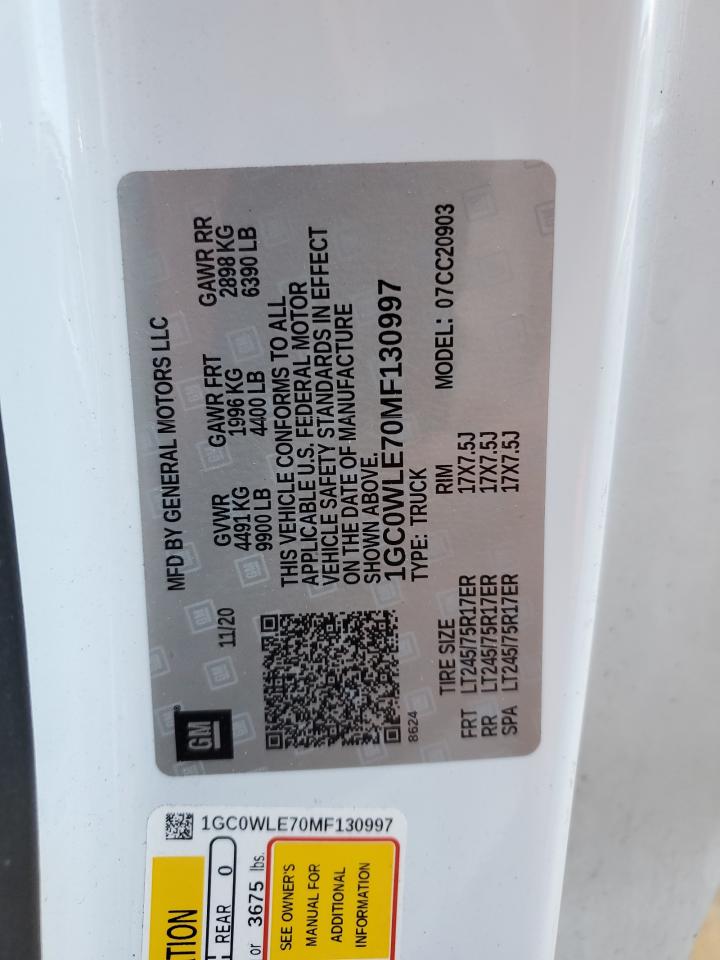 MFD BY GENERAL MOTORS LLC
11/20
GVWR GAWR FRT GAWR RR
4491 KG 1996 KG 2898 KG
9900 LB 4400 LB 6390 LB
THIS VEHICLE CONFORMS TO ALL
APPLICABLE U.S. FEDERAL MOTOR
VEHICLE SAFETY STANDARDS IN EFFECT
ON THE DATE OF MANUFACTURE
SHOWN ABOVE.
1GC0WLE70MF130997
TYPE: TRUCK
MODEL: 07CC20903
GM
8624
TIRE SIZE RIM
FRT LT245/75R17ER 17X7.5J
RR LT245/75R17ER 17X7.5J
SPA LT245/75R17ER 17X7.5J
1GC0WLE70MF130997
REAR 0
or 3675 lbs.
SEE OWNER'S
MANUAL FOR
ADDITIONAL
INFORMATION